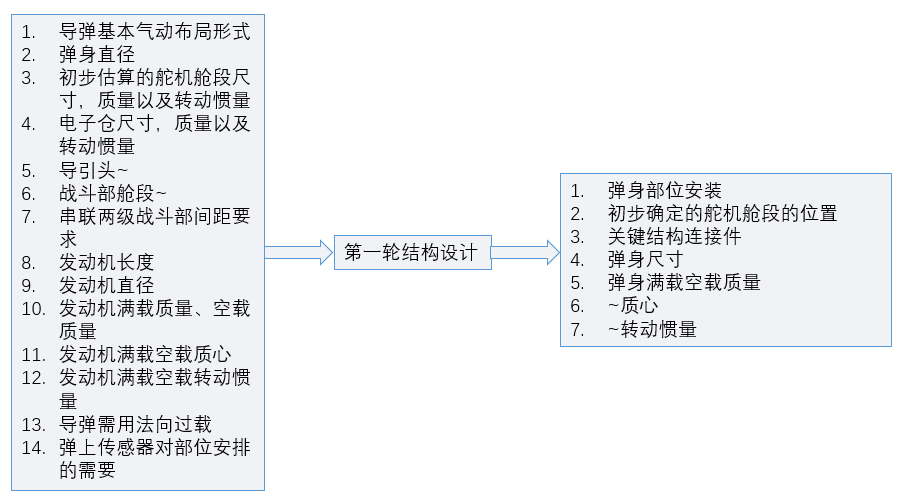 1. 导弹基本气动布局形式
2. 弹身直径
3. 初步估算的舵机舱段尺
寸，质量以及转动惯量
4. 电子仓尺寸，质量以及
转动惯量
5. 导引头~
6. 战斗部舱段~
7. 串联两级战斗部间距要
求
8. 发动机长度
9. 发动机直径
10. 发动机满载质量、空载
质量
11. 发动机满载空载质心
12. 发动机满载空载转动惯
量
13. 导弹需用法向过载
14. 弹上传感器对部位安排
的需要
第一轮结构设计
1. 弹身部位安装
2. 初步确定的舵机舱段的位置
3. 关键结构连接件
4. 弹身尺寸
5. 弹身满载空载质量
6. ~质心
7. ~转动惯量